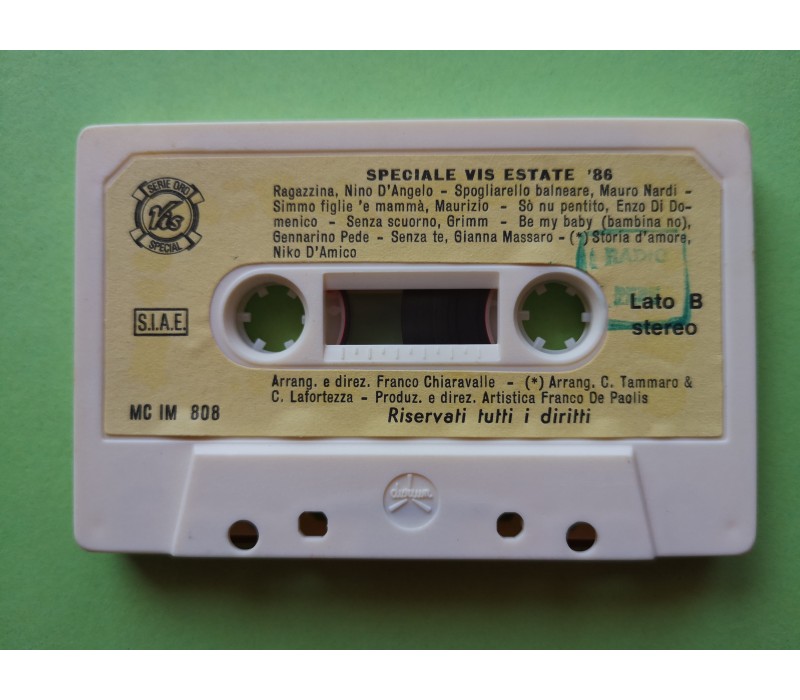 SERIE ORO
Vis
SPECIAL
SPECIALE VIS ESTATE '86
Ragazzina, Nino D'Angelo - Spogliarello balneare, Mauro Nardi -
Simmo figlie 'e mammà, Maurizio - Sò nu pentito, Enzo Di Do-
menico - Senza scuorno, Grimm - Be my baby (bambina no),
Gennarino Pede - Senza te, Gianna Massaro - (*) Storia d'amore,
Niko D'Amico
RADIO
S.I.A.E.
Lato B
stereo
Arrang. e direz. Franco Chiaravalle - (*) Arrang. C. Tammaro &
C. Lafortezza - Produz. e direz. Artistica Franco De Paolis
MC IM 808
Riservati tutti i diritti